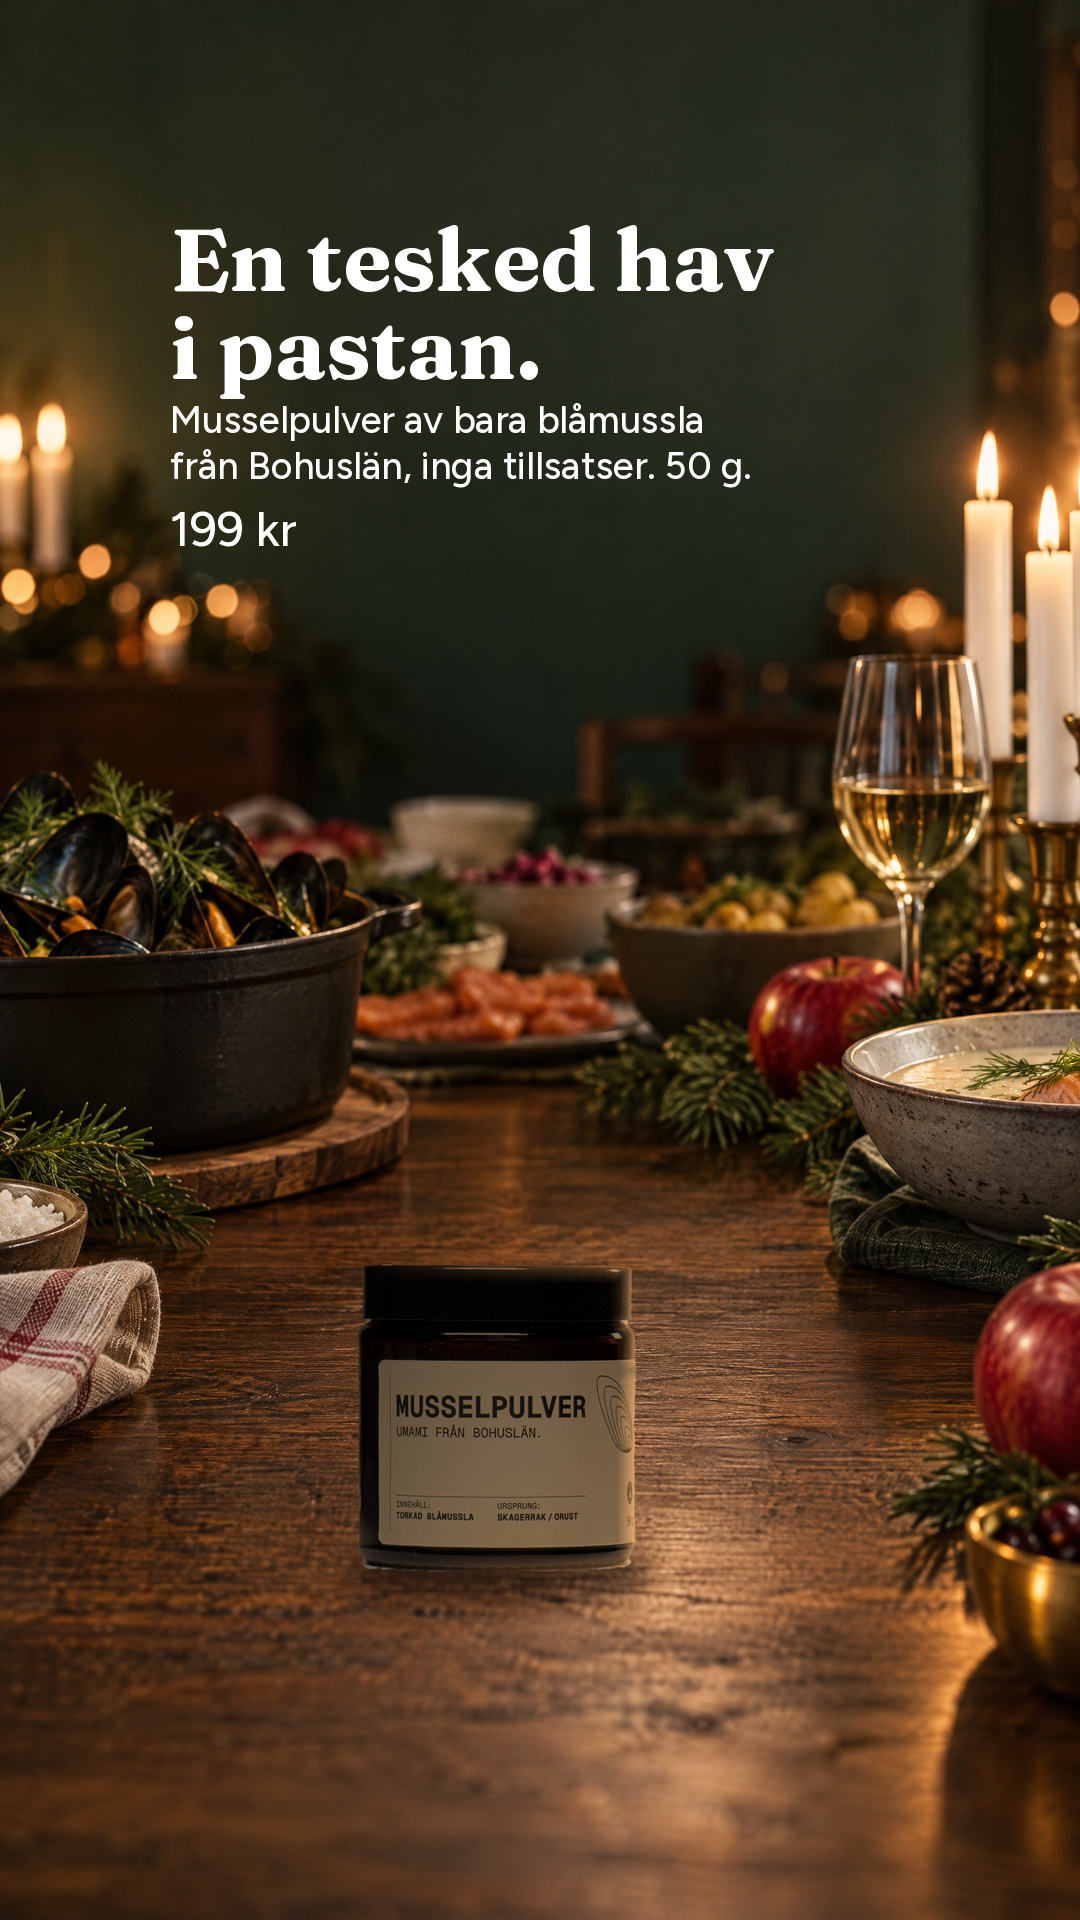 En tesked hav
i pastan.
Musselpulver av bara blåmussla
från Bohuslän, inga tillsatser. 50 g.
199 kr
MUSSELPULVER
UMAMI FRÅN BOHUSLÄN.
INNEHÅLL:
TORKAD BLÅMUSSLA
URSPRUNG:
SKAGERRAK / ORUST